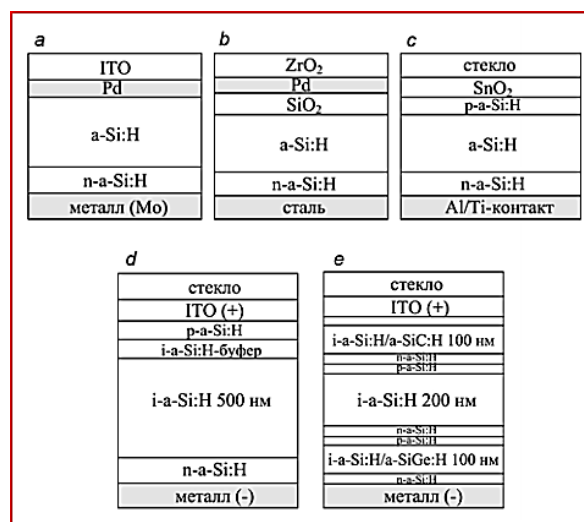 a
ITO
Pd
a-Si:H
n-a-Si:H
металл (Mo)
b
ZrO₂
Pd
SiO₂
a-Si:H
n-a-Si:H
сталь
c
стекло
SnO₂
p-a-Si:H
a-Si:H
n-a-Si:H
Al/Ti-контакт
d
стекло
ITO (+)
p-a-Si:H
i-a-Si:H-буфер
i-a-Si:H 500 нм
n-a-Si:H
металл (-)
e
стекло
ITO (+)
i-a-Si:H/a-SiC:H 100 нм
n-a-Si:H
p-a-Si:H
i-a-Si:H 200 нм
n-a-Si:H
p-a-Si:H
i-a-Si:H/a-SiGe:H 100 нм
n-a-Si:H
металл (-)